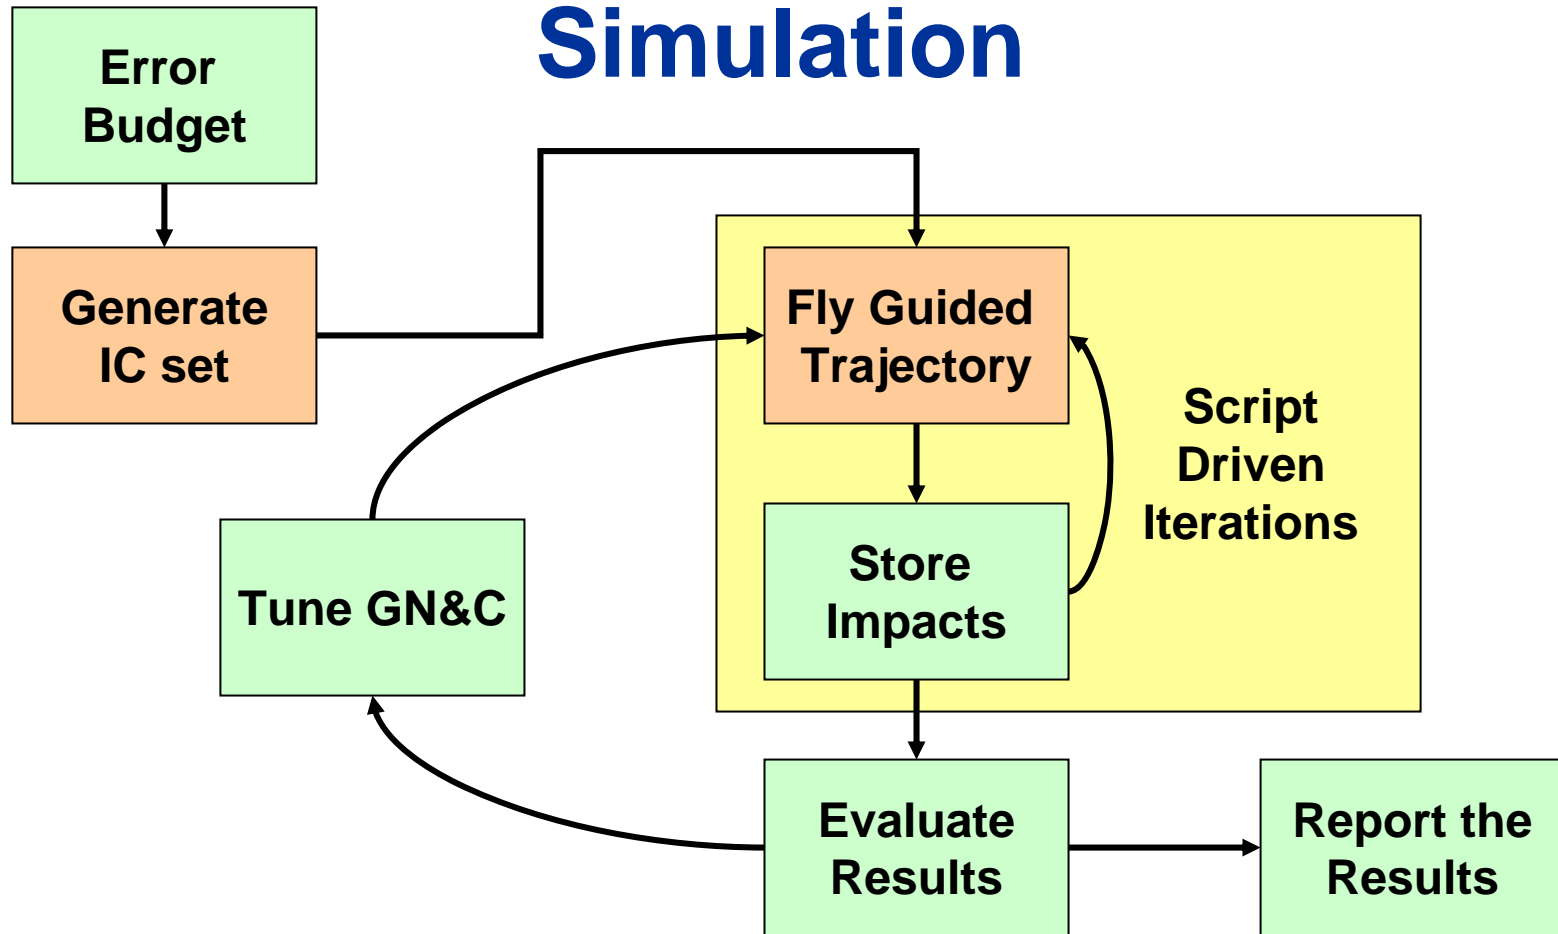 Simulation
Error
Budget
Generate
IC set
Fly Guided
Trajectory
Script
Driven
Iterations
Store
Impacts
Tune GN&C
Evaluate
Results
Report the
Results